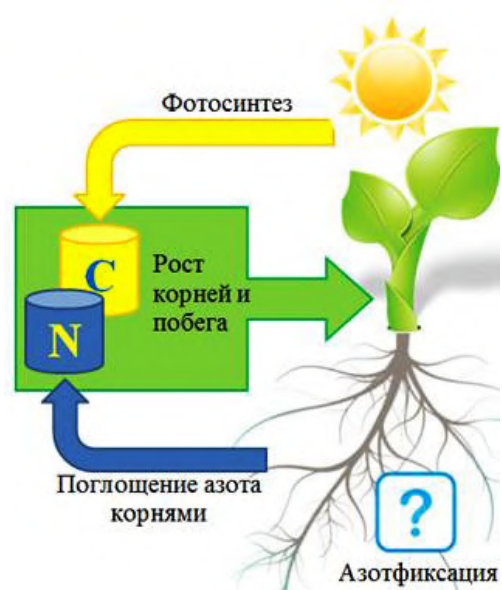 Фотосинтез
C
N
Рост
корней и
побега
Поглощение азота
корнями
?
Азотфиксация